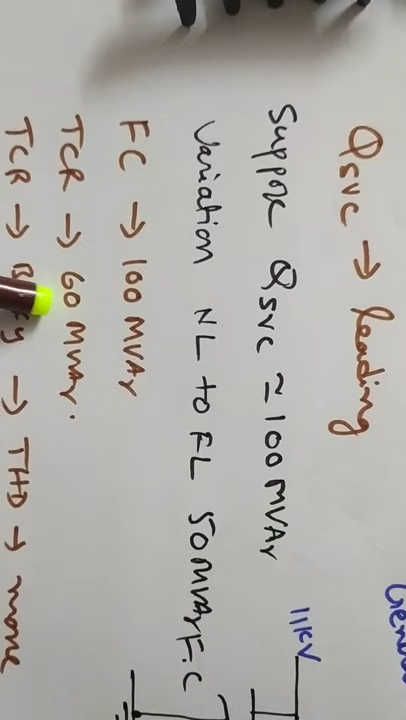 Qsvc → leading
Suppose Qsvc = 100 MVAr
Variation NL to FL 50 MVAr
FC → 100 MVAr
TCR → 60 MVAr.
TCR → → THD → more
11KV
F.C